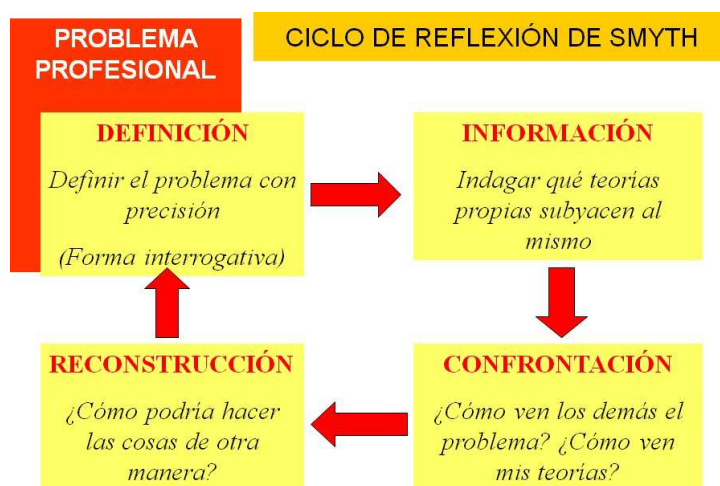 PROBLEMA
PROFESIONAL
CICLO DE REFLEXIÓN DE SMYTH
DEFINICIÓN
Definir el problema con
precisión
(Forma interrogativa)
INFORMACIÓN
Indagar qué teorías
propias subyacen al
mismo
CONFRONTACIÓN
¿Cómo ven los demás el
problema? ¿Cómo ven
mis teorías?
RECONSTRUCCIÓN
¿Cómo podría hacer
las cosas de otra
manera?